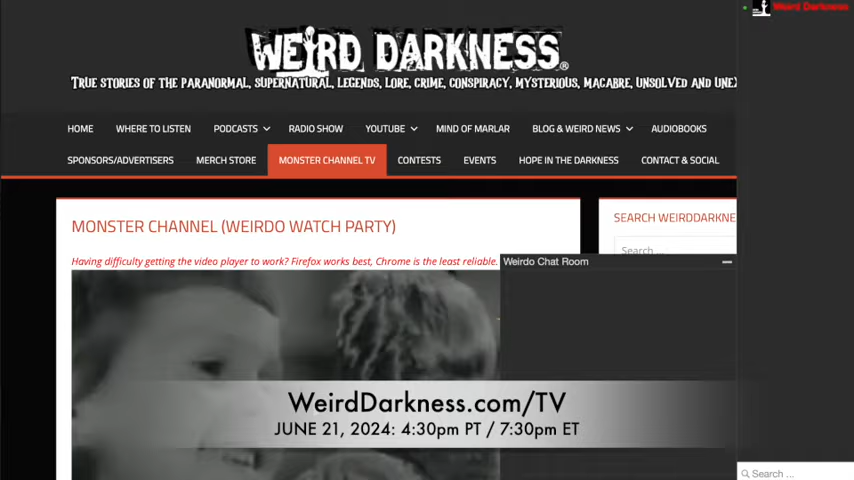 WEIRD DARKNESS®
TRUE STORIES OF THE PARANORMAL, SUPERNATURAL, LEGENDS, LORE, CRIME, CONSPIRACY, MYSTERIOUS, MACABRE, UNSOLVED AND UNEX
Weird Darkness
HOME WHERE TO LISTEN PODCASTS RADIO SHOW YOUTUBE MIND OF MARLAR BLOG & WEIRD NEWS AUDIOBOOKS
SPONSORS/ADVERTISERS MERCH STORE MONSTER CHANNEL TV CONTESTS EVENTS HOPE IN THE DARKNESS CONTACT & SOCIAL
MONSTER CHANNEL (WEIRDO WATCH PARTY)
SEARCH WEIRDDARKNE
Search ...
Having difficulty getting the video player to work? Firefox works best, Chrome is the least reliable.
Weirdo Chat Room
WeirdDarkness.com/TV
JUNE 21, 2024: 4:30pm PT / 7:30pm ET
Search ...